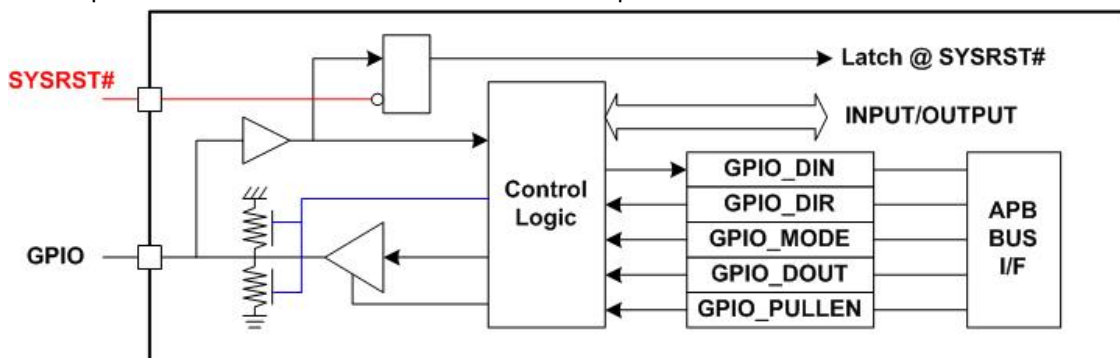 SYSRST#
Latch @ SYSRST#
INPUT/OUTPUT
Control
Logic
GPIO_DIN
GPIO_DIR
GPIO_MODE
GPIO_DOUT
GPIO_PULLEN
APB
BUS
I/F
GPIO